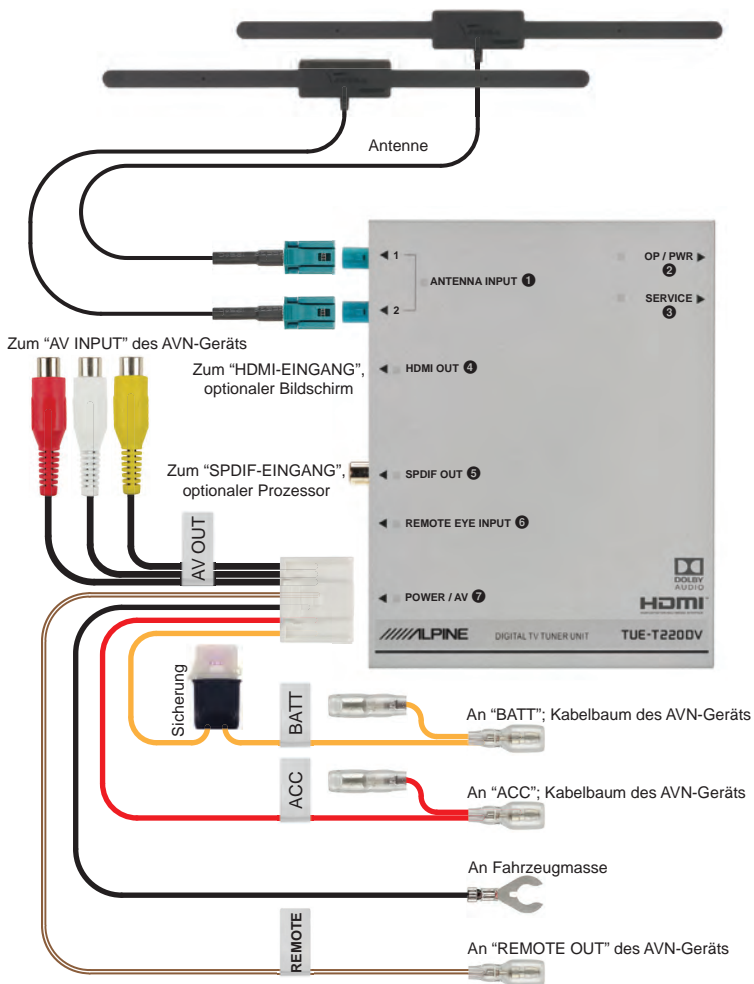 Antenne
1
OP / PWR
2
ANTENNA INPUT 1
2
SERVICE
3
Zum “AV INPUT” des AVN-Geräts
Zum “HDMI-EINGANG”,
optionaler Bildschirm
HDMI OUT 4
Zum “SPDIF-EINGANG”,
optionaler Prozessor
SPDIF OUT 5
AV OUT
REMOTE EYE INPUT 6
POWER / AV 7
DOLBY
AUDIO
HDMI
ALPINE
DIGITAL TV TUNER UNIT
TUE-T220DV
Sicherung
BATT
An “BATT”; Kabelbaum des AVN-Geräts
ACC
An “ACC”; Kabelbaum des AVN-Geräts
An Fahrzeugmasse
REMOTE
An “REMOTE OUT” des AVN-Geräts